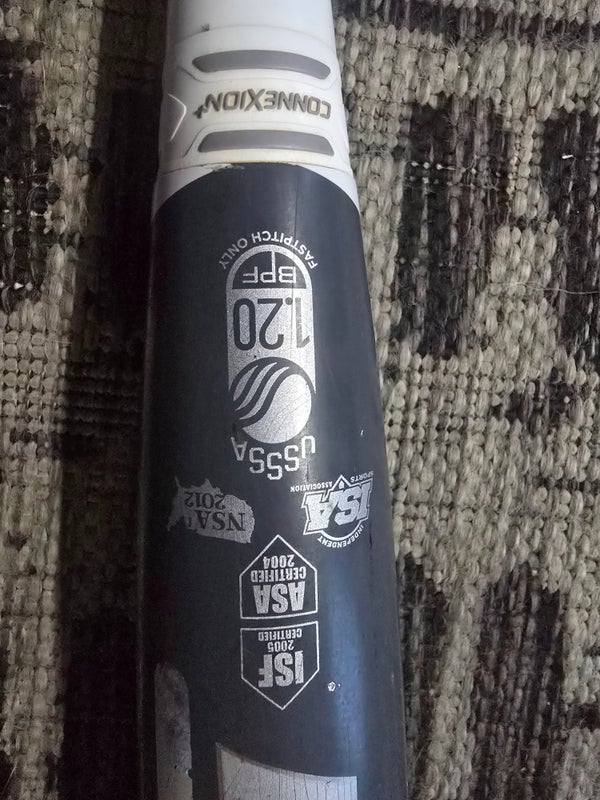 ISF
2005
CERTIFIED
ASA
CERTIFIED
2004
INDEPENDENT
ISA
SPORTS
ASSOCIATION
NSA
2012
USSSA
1.20
BPF
FASTPITCH ONLY
CONNEXION+